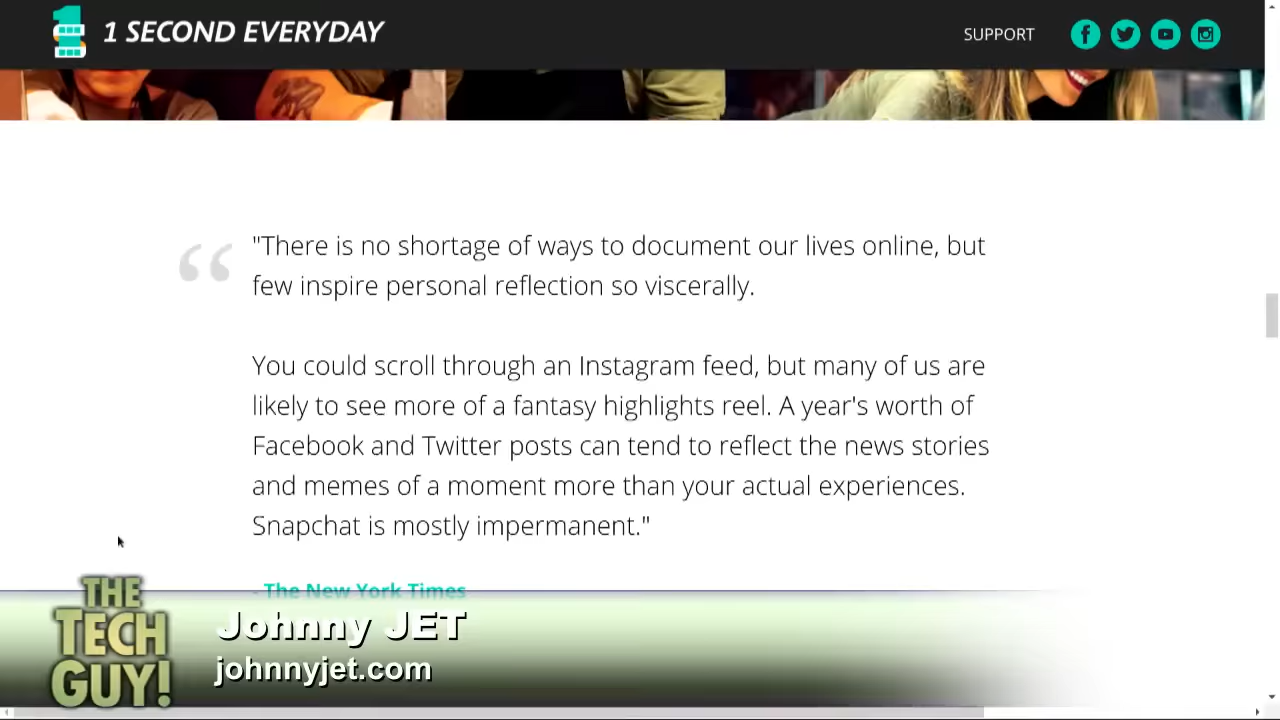 1 SECOND EVERYDAY
SUPPORT
"There is no shortage of ways to document our lives online, but
few inspire personal reflection so viscerally.
You could scroll through an Instagram feed, but many of us are
likely to see more of a fantasy highlights reel. A year's worth of
Facebook and Twitter posts can tend to reflect the news stories
and memes of a moment more than your actual experiences.
Snapchat is mostly impermanent."
- The New York Times
THE
TECH
GUY!
Johnny JET
johnnyjet.com